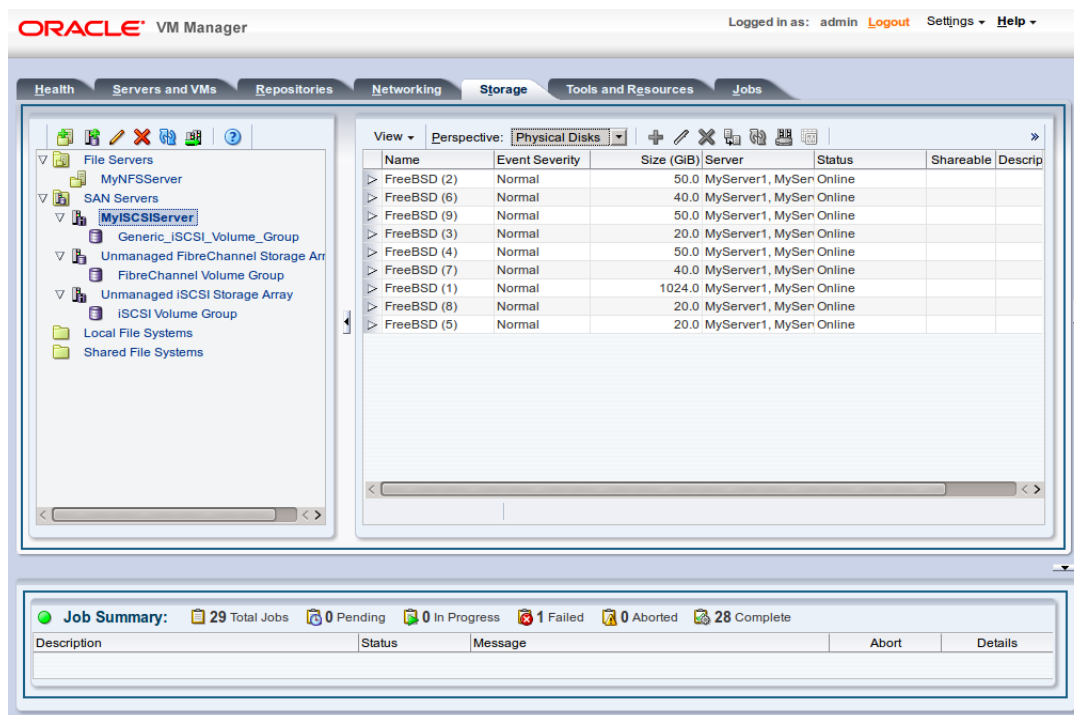 ORACLE VM Manager
Logged in as: admin Logout Settings Help
Health Servers and VMs Repositories Networking Storage Tools and Resources Jobs
File Servers
MyNFSServer
SAN Servers
MyISCSIServer
Generic_iSCSI_Volume_Group
Unmanaged FibreChannel Storage Arr
FibreChannel Volume Group
Unmanaged iSCSI Storage Array
iSCSI Volume Group
Local File Systems
Shared File Systems
View Perspective: Physical Disks »
Name Event Severity Size (GiB) Server Status Shareable Descrip
FreeBSD (2) Normal 50.0 MyServer1, MySer Online
FreeBSD (6) Normal 40.0 MyServer1, MySer Online
FreeBSD (9) Normal 50.0 MyServer1, MySer Online
FreeBSD (3) Normal 20.0 MyServer1, MySer Online
FreeBSD (4) Normal 50.0 MyServer1, MySer Online
FreeBSD (7) Normal 40.0 MyServer1, MySer Online
FreeBSD (1) Normal 1024.0 MyServer1, MySer Online
FreeBSD (8) Normal 20.0 MyServer1, MySer Online
FreeBSD (5) Normal 20.0 MyServer1, MySer Online
Job Summary: 29 Total Jobs 0 Pending 0 In Progress 1 Failed 0 Aborted 28 Complete
Description Status Message Abort Details